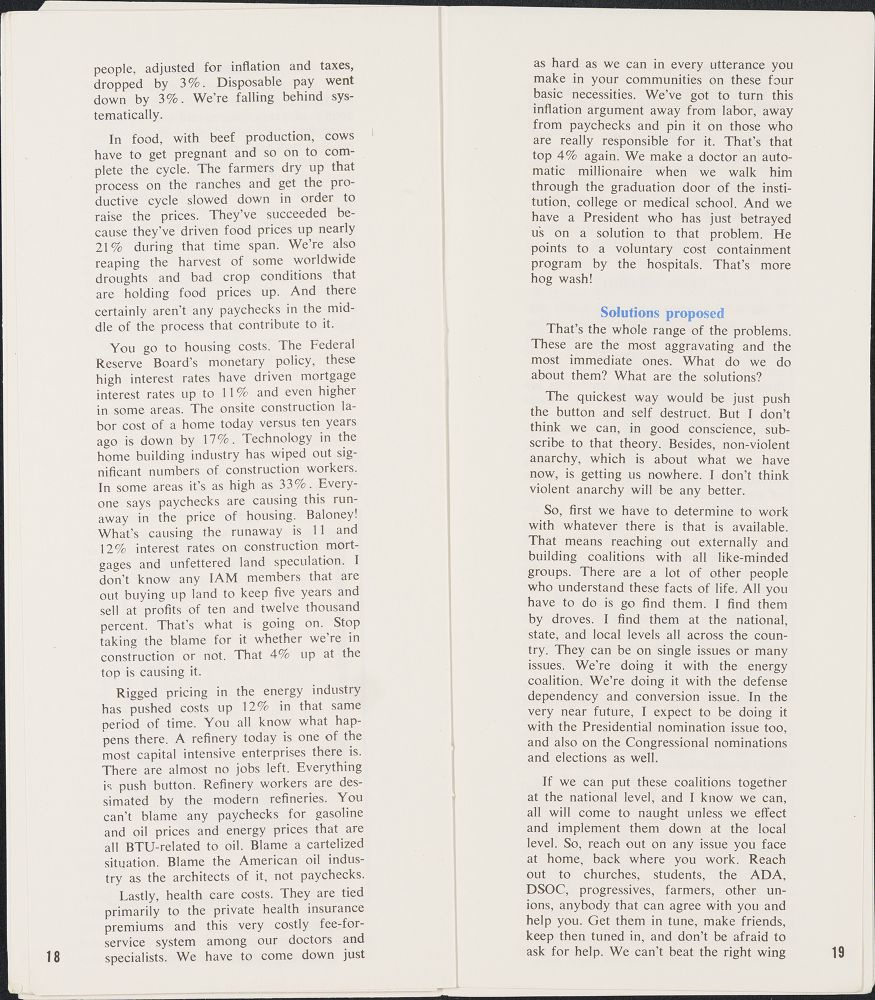 people, adjusted for inflation and taxes,
dropped by 3%. Disposable pay went
down by 3%. We're falling behind sys-
tematically.
In food, with beef production, cows
have to get pregnant and so on to com-
plete the cycle. The farmers dry up that
process on the ranches and get the pro-
ductive cycle slowed down in order to
raise the prices. They've succeeded be-
cause they've driven food prices up nearly
21% during that time span. We're also
reaping the harvest of some worldwide
droughts and bad crop conditions that
are holding food prices up. And there
certainly aren't any paychecks in the mid-
dle of the process that contribute to it.
You go to housing costs. The Federal
Reserve Board's monetary policy, these
high interest rates have driven mortgage
interest rates up to 11% and even higher
in some areas. The onsite construction la-
bor cost of a home today versus ten years
ago is down by 17%. Technology in the
home building industry has wiped out sig-
nificant numbers of construction workers.
In some areas it's as high as 33%. Every-
one says paychecks are causing this run-
away in the price of housing. Baloney!
What's causing the runaway is 11 and
12% interest rates on construction mort-
gages and unfettered land speculation. I
don't know any IAM members that are
out buying up land to keep five years and
sell at profits of ten and twelve thousand
percent. That's what is going on. Stop
taking the blame for it whether we're in
construction or not. That 4% up at the
top is causing it.
Rigged pricing in the energy industry
has pushed costs up 12% in that same
period of time. You all know what hap-
pens there. A refinery today is one of the
most capital intensive enterprises there is.
There are almost no jobs left. Everything
is push button. Refinery workers are des-
simated by the modern refineries. You
can't blame any paychecks for gasoline
and oil prices and energy prices that are
all BTU-related to oil. Blame a cartelized
situation. Blame the American oil indus-
try as the architects of it, not paychecks.
Lastly, health care costs. They are tied
primarily to the private health insurance
premiums and this very costly fee-for-
service system among our doctors and
specialists. We have to come down just
18
as hard as we can in every utterance you
make in your communities on these four
basic necessities. We've got to turn this
inflation argument away from labor, away
from paychecks and pin it on those who
are really responsible for it. That's that
top 4% again. We make a doctor an auto-
matic millionaire when we walk him
through the graduation door of the insti-
tution, college or medical school. And we
have a President who has just betrayed
us on a solution to that problem. He
points to a voluntary cost containment
program by the hospitals. That's more
hog wash!
Solutions proposed
That's the whole range of the problems.
These are the most aggravating and the
most immediate ones. What do we do
about them? What are the solutions?
The quickest way would be just push
the button and self destruct. But I don't
think we can, in good conscience, sub-
scribe to that theory. Besides, non-violent
anarchy, which is about what we have
now, is getting us nowhere. I don't think
violent anarchy will be any better.
So, first we have to determine to work
with whatever there is that is available.
That means reaching out externally and
building coalitions with all like-minded
groups. There are a lot of other people
who understand these facts of life. All you
have to do is go find them. I find them
by droves. I find them at the national,
state, and local levels all across the coun-
try. They can be on single issues or many
issues. We're doing it with the energy
coalition. We're doing it with the defense
dependency and conversion issue. In the
very near future, I expect to be doing it
with the Presidential nomination issue too,
and also on the Congressional nominations
and elections as well.
If we can put these coalitions together
at the national level, and I know we can,
all will come to naught unless we effect
and implement them down at the local
level. So, reach out on any issue you face
at home, back where you work. Reach
out to churches, students, the ADA,
DSOC, progressives, farmers, other un-
ions, anybody that can agree with you and
help you. Get them in tune, make friends,
keep then tuned in, and don't be afraid to
ask for help. We can't beat the right wing
19